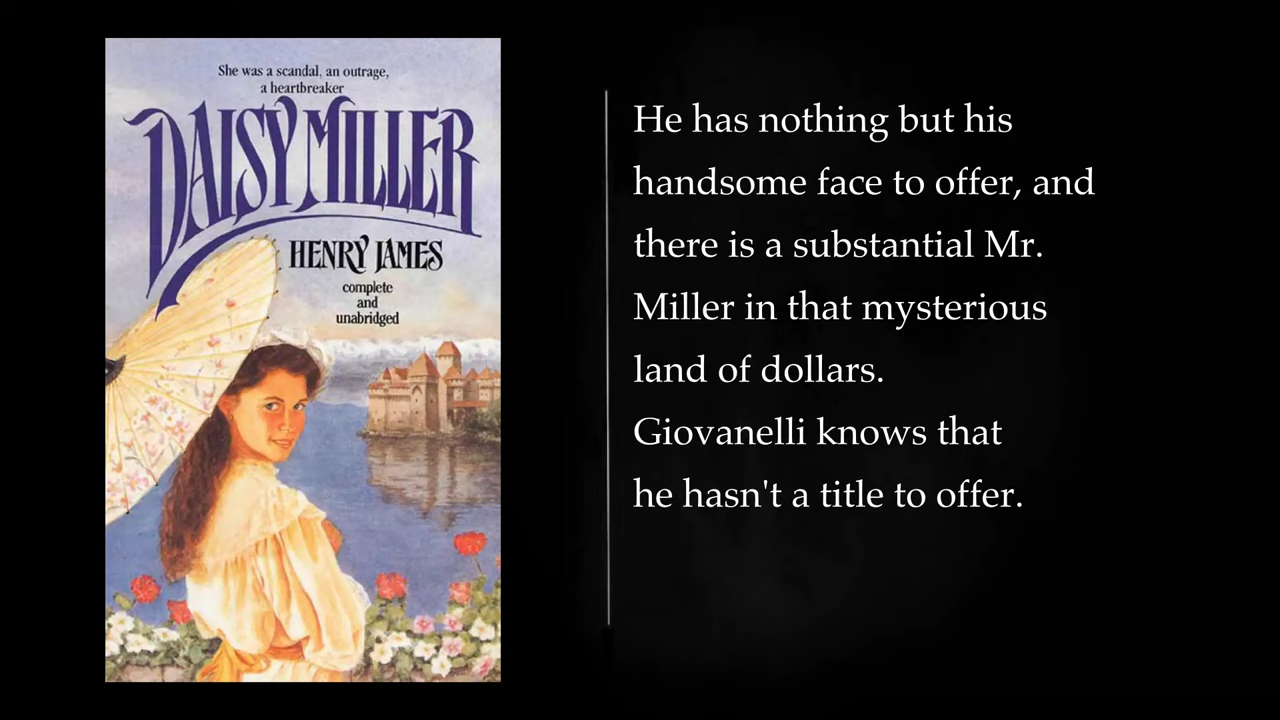 She was a scandal, an outrage,
a heartbreaker
DAISY MILLER
HENRY JAMES
complete
and
unabridged
He has nothing but his
handsome face to offer, and
there is a substantial Mr.
Miller in that mysterious
land of dollars.
Giovanelli knows that
he hasn't a title to offer.